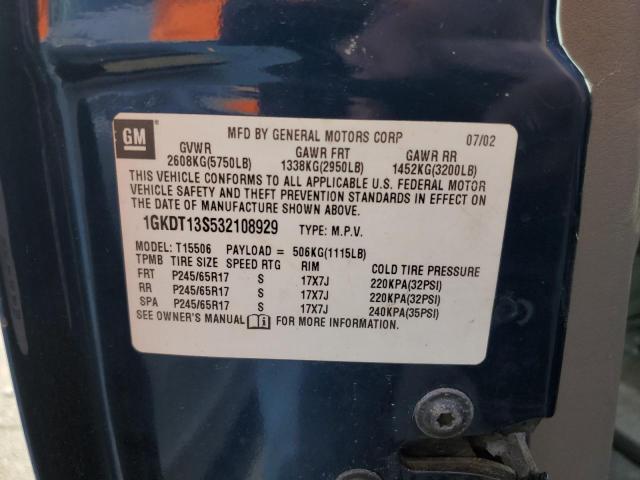 GM
®
MFD BY GENERAL MOTORS CORP 07/02
GVWR GAWR FRT GAWR RR
2608KG(5750LB) 1338KG(2950LB) 1452KG(3200LB)
THIS VEHICLE CONFORMS TO ALL APPLICABLE U.S. FEDERAL MOTOR
VEHICLE SAFETY AND THEFT PREVENTION STANDARDS IN EFFECT ON
THE DATE OF MANUFACTURE SHOWN ABOVE.
1GKDT13S532108929 TYPE: M.P.V.
MODEL: T15506 PAYLOAD = 506KG(1115LB)
TPMB TIRE SIZE SPEED RTG RIM COLD TIRE PRESSURE
FRT P245/65R17 S 17X7J 220KPA(32PSI)
RR P245/65R17 S 17X7J 220KPA(32PSI)
SPA P245/65R17 S 17X7J 240KPA(35PSI)
SEE OWNER'S MANUAL FOR MORE INFORMATION.